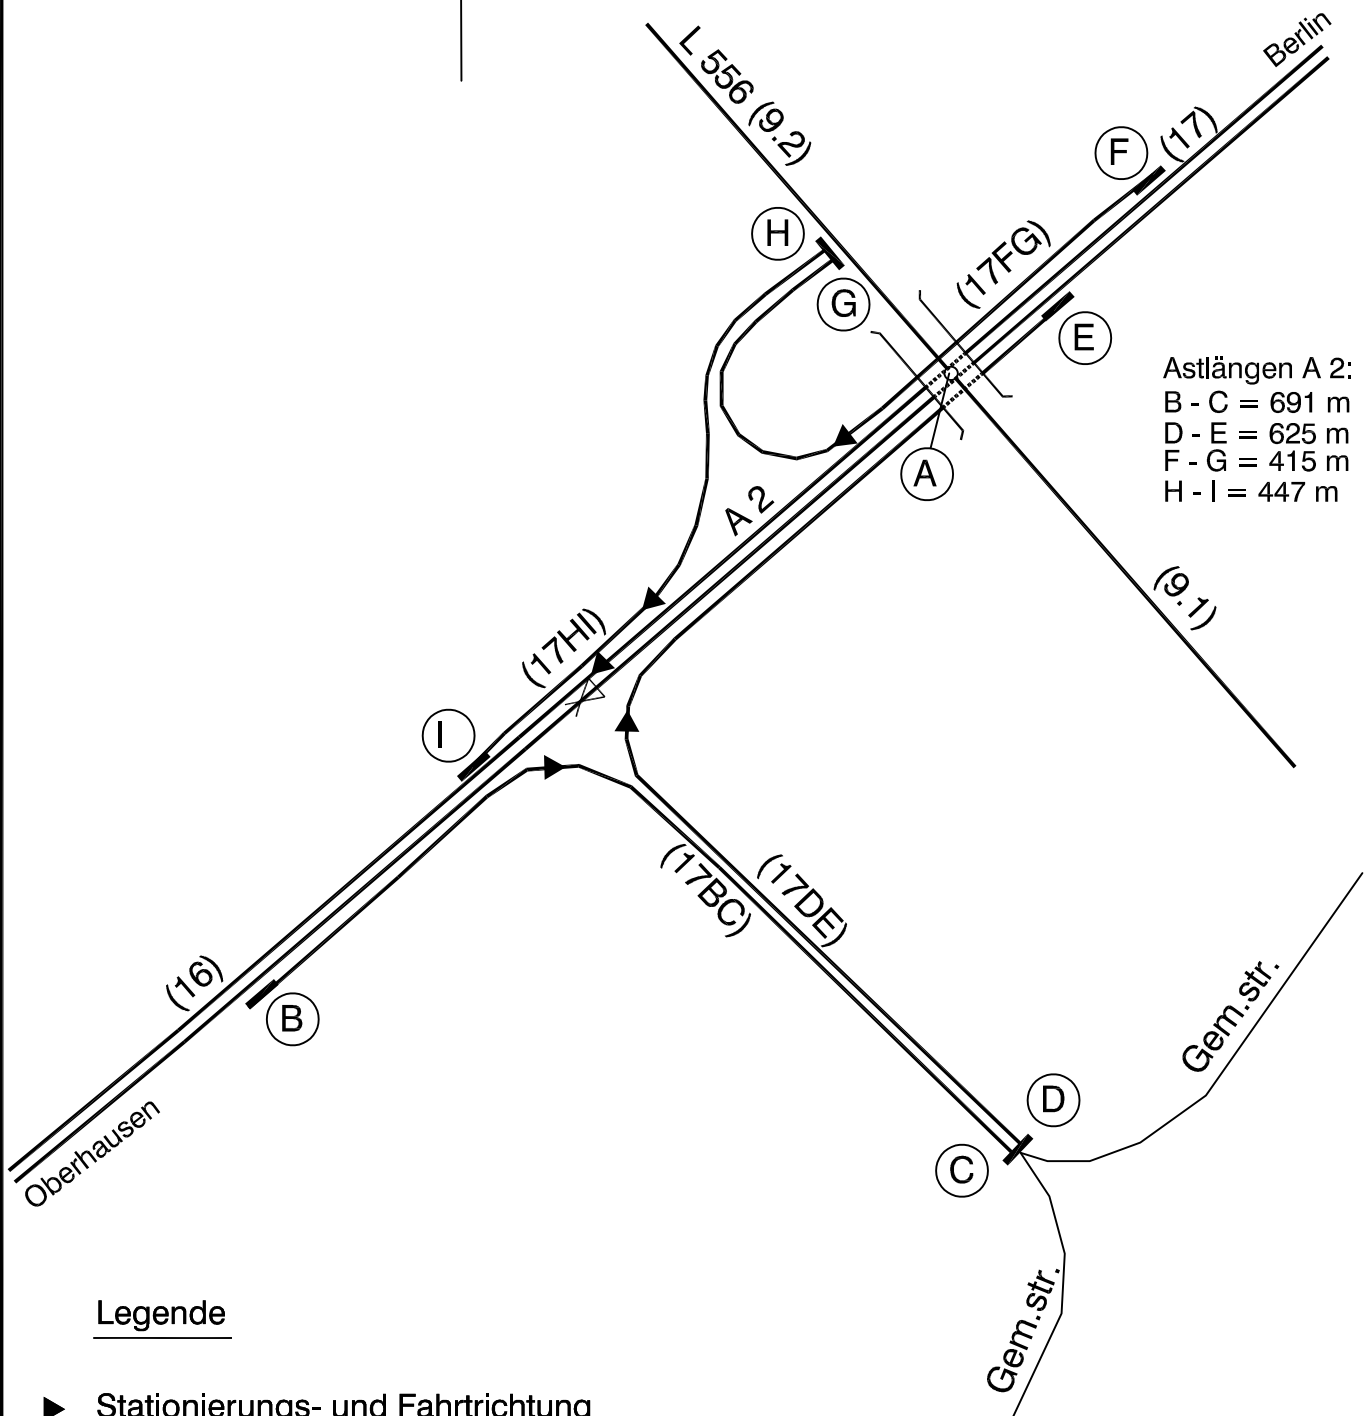 Berlin
L 556 (9.2)
F
(17)
H
(17FG)
G
E
Astlängen A 2:
B - C = 691 m
D - E = 625 m
F - G = 415 m
H - I = 447 m
A
A 2
(9.1)
(17HI)
I
(17DE)
(17BC)
(16)
B
Gem.str.
D
Oberhausen
C
Gem.str.
Legende
Stationierungs- und Fahrtrichtung